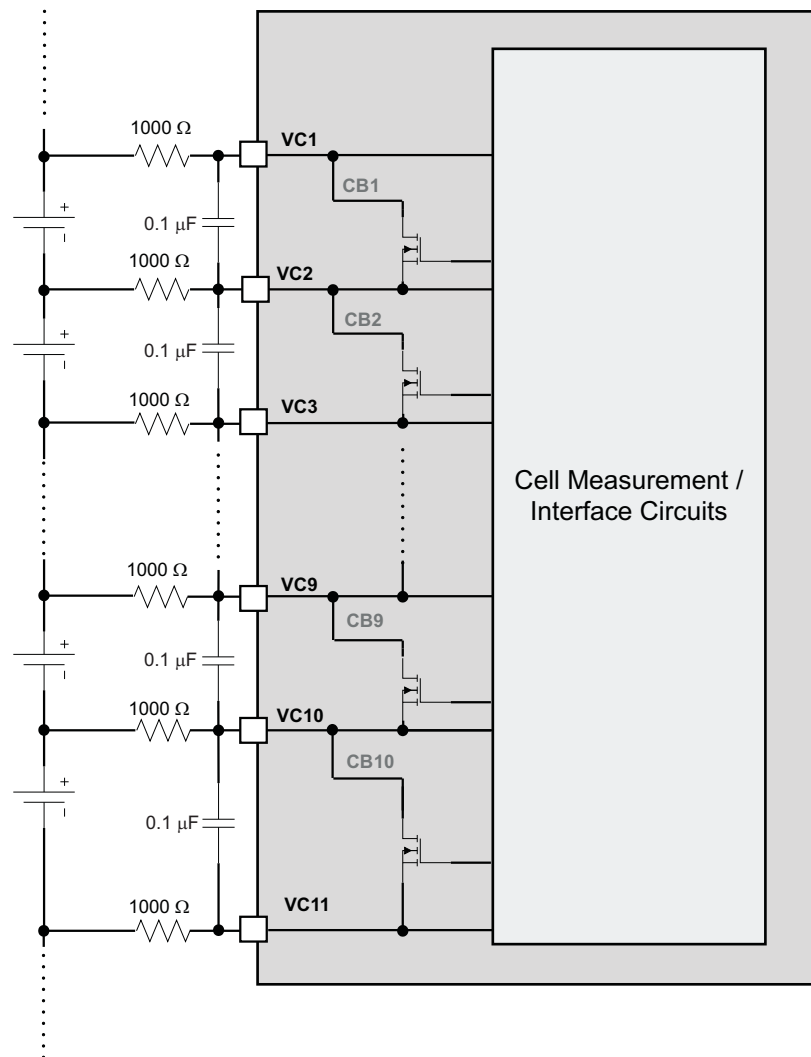 1000 Ω
VC1
CB1
+
-
0.1 μF
1000 Ω
VC2
CB2
+
-
0.1 μF
1000 Ω
VC3
Cell Measurement /
Interface Circuits
1000 Ω
VC9
CB9
+
-
0.1 μF
1000 Ω
VC10
CB10
+
-
0.1 μF
1000 Ω
VC11